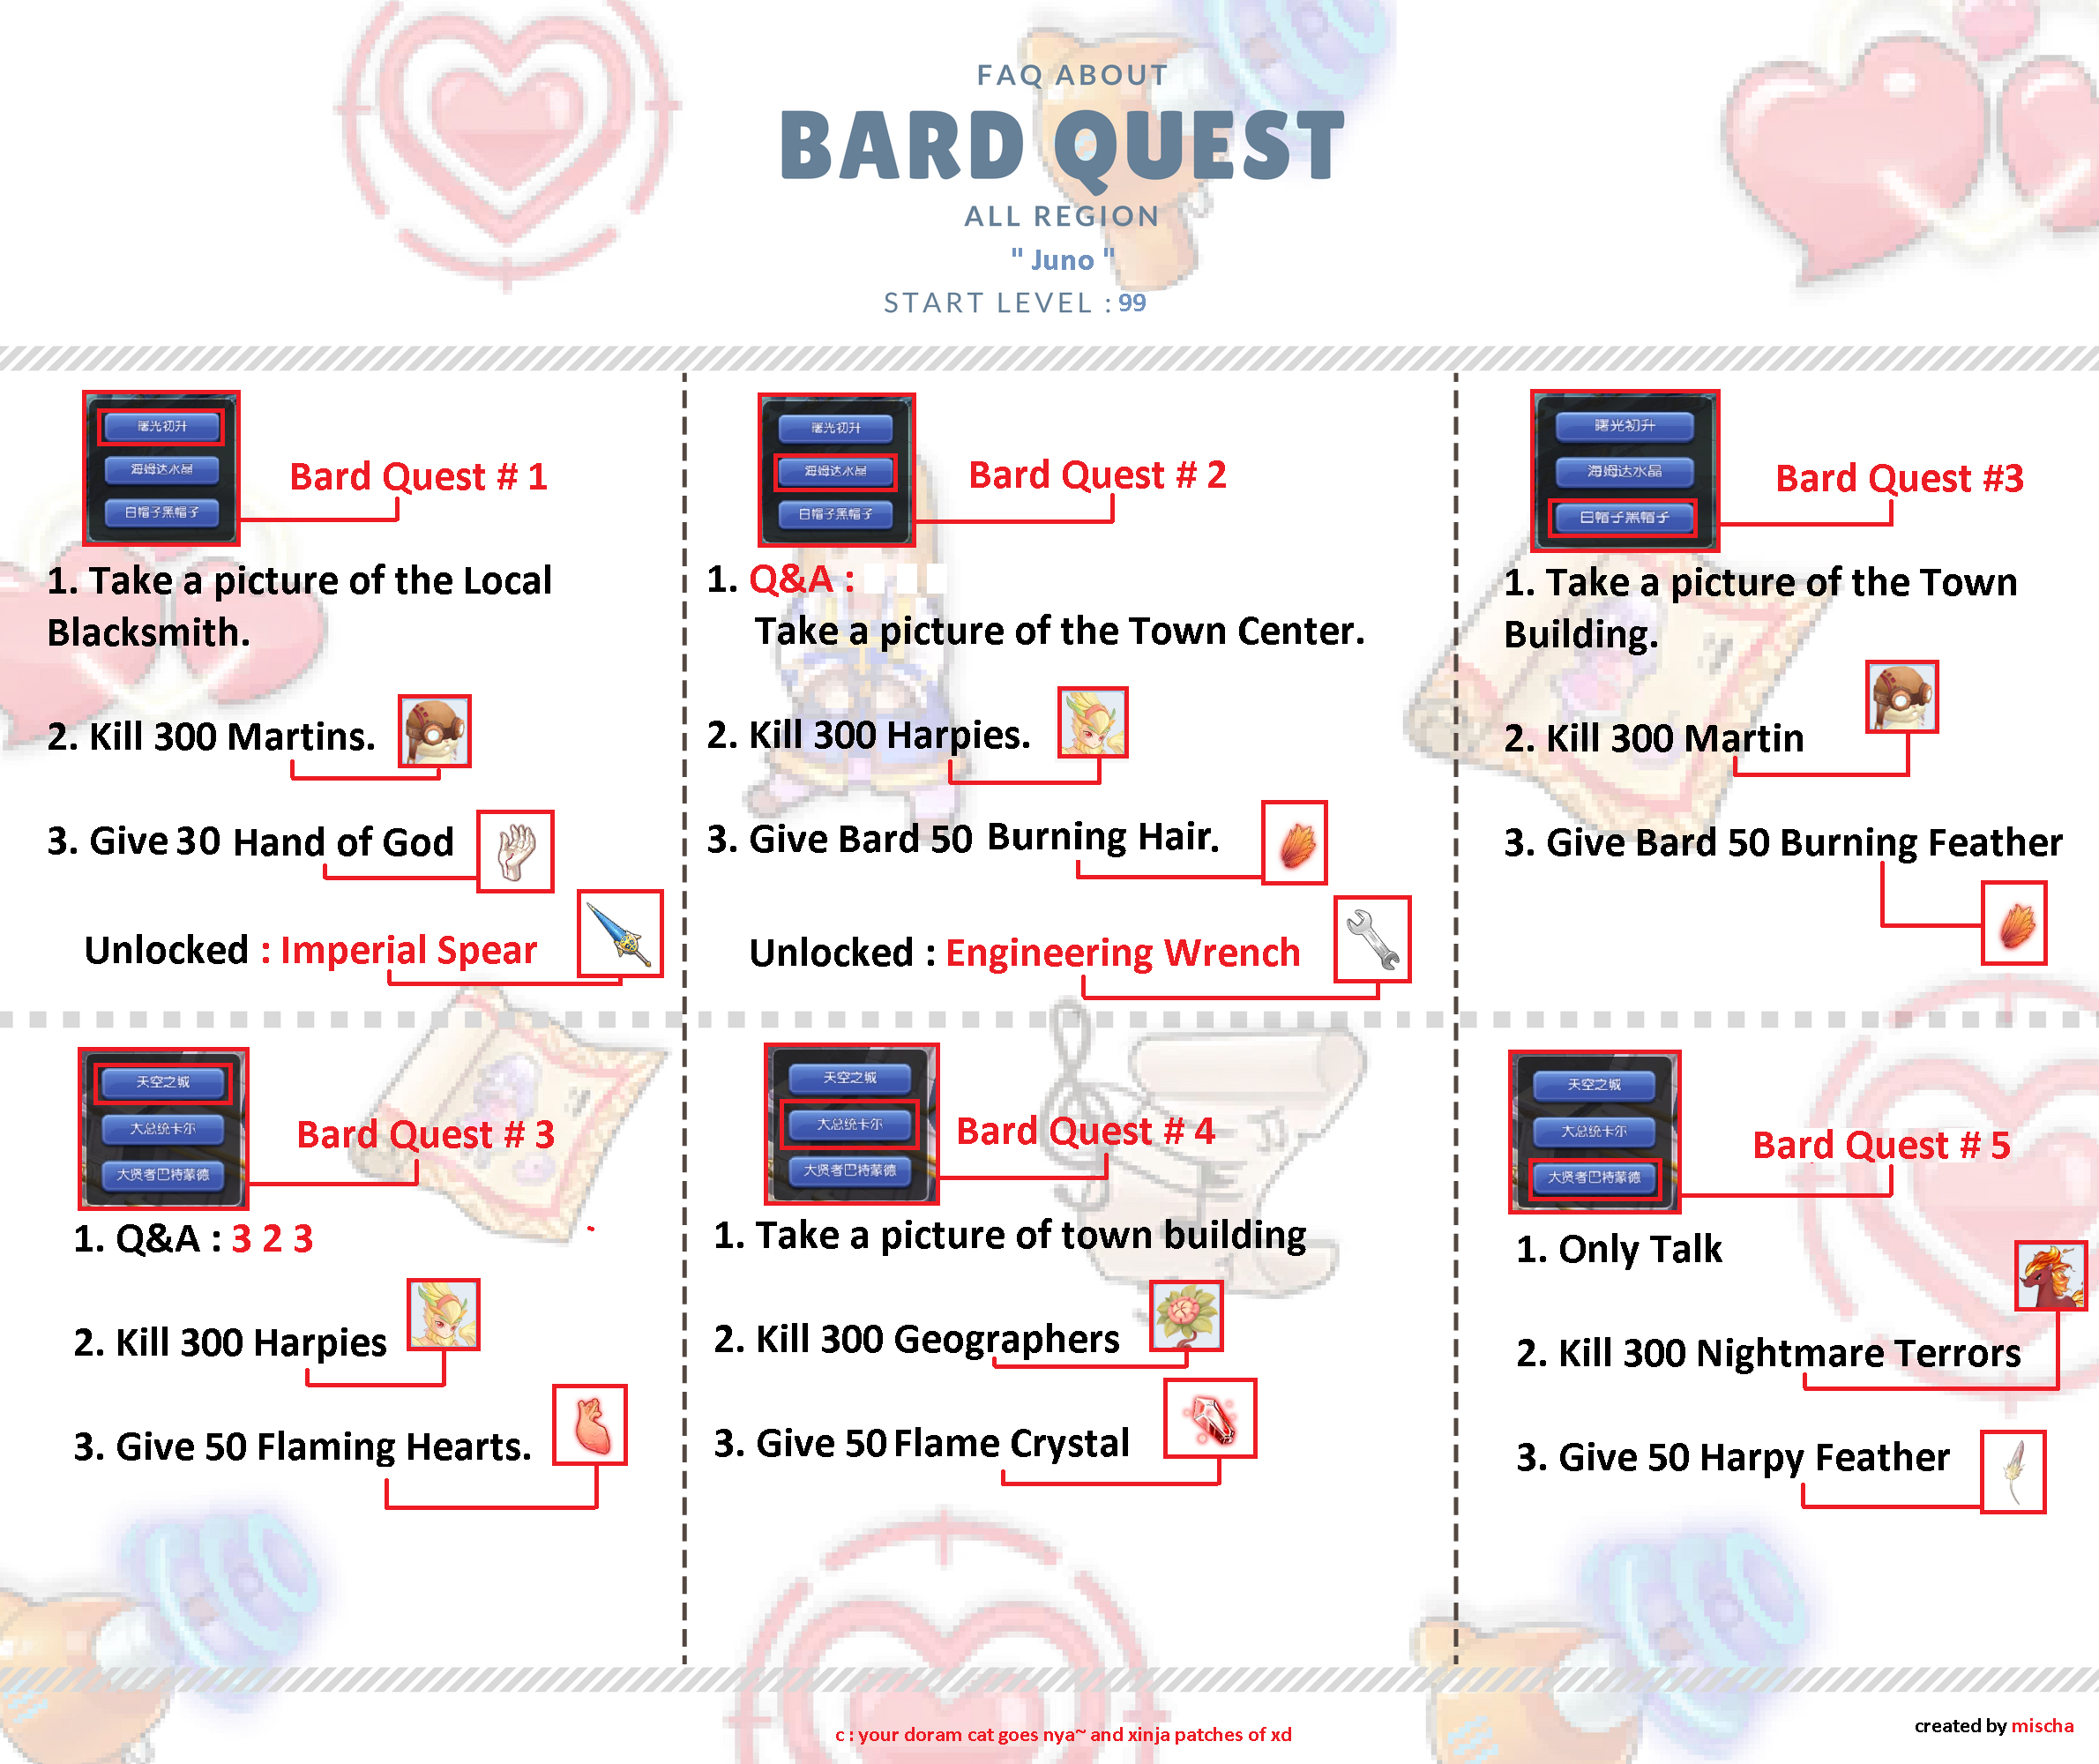 FAQ ABOUT
BARD QUEST
ALL REGION
" Juno "
START LEVEL : 99
曙光初升
海姆达水晶
白帽子黑帽子
Bard Quest # 1
1. Take a picture of the Local
Blacksmith.
2. Kill 300 Martins.
3. Give 30 Hand of God
Unlocked : Imperial Spear
曙光初升
海姆达水晶
白帽子黑帽子
Bard Quest # 2
1. Q&A :
Take a picture of the Town Center.
2. Kill 300 Harpies.
3. Give Bard 50 Burning Hair.
Unlocked : Engineering Wrench
曙光初升
海姆达水晶
白帽子黑帽子
Bard Quest #3
1. Take a picture of the Town
Building.
2. Kill 300 Martin
3. Give Bard 50 Burning Feather
天空之城
大总统卡尔
大贤者巴特蒙德
Bard Quest # 3
1. Q&A : 3 2 3
2. Kill 300 Harpies
3. Give 50 Flaming Hearts.
天空之城
大总统卡尔
大贤者巴特蒙德
Bard Quest # 4
1. Take a picture of town building
2. Kill 300 Geographers
3. Give 50 Flame Crystal
天空之城
大总统卡尔
大贤者巴特蒙德
Bard Quest # 5
1. Only Talk
2. Kill 300 Nightmare Terrors
3. Give 50 Harpy Feather
c : your doram cat goes nya~ and xinja patches of xd
created by mischa